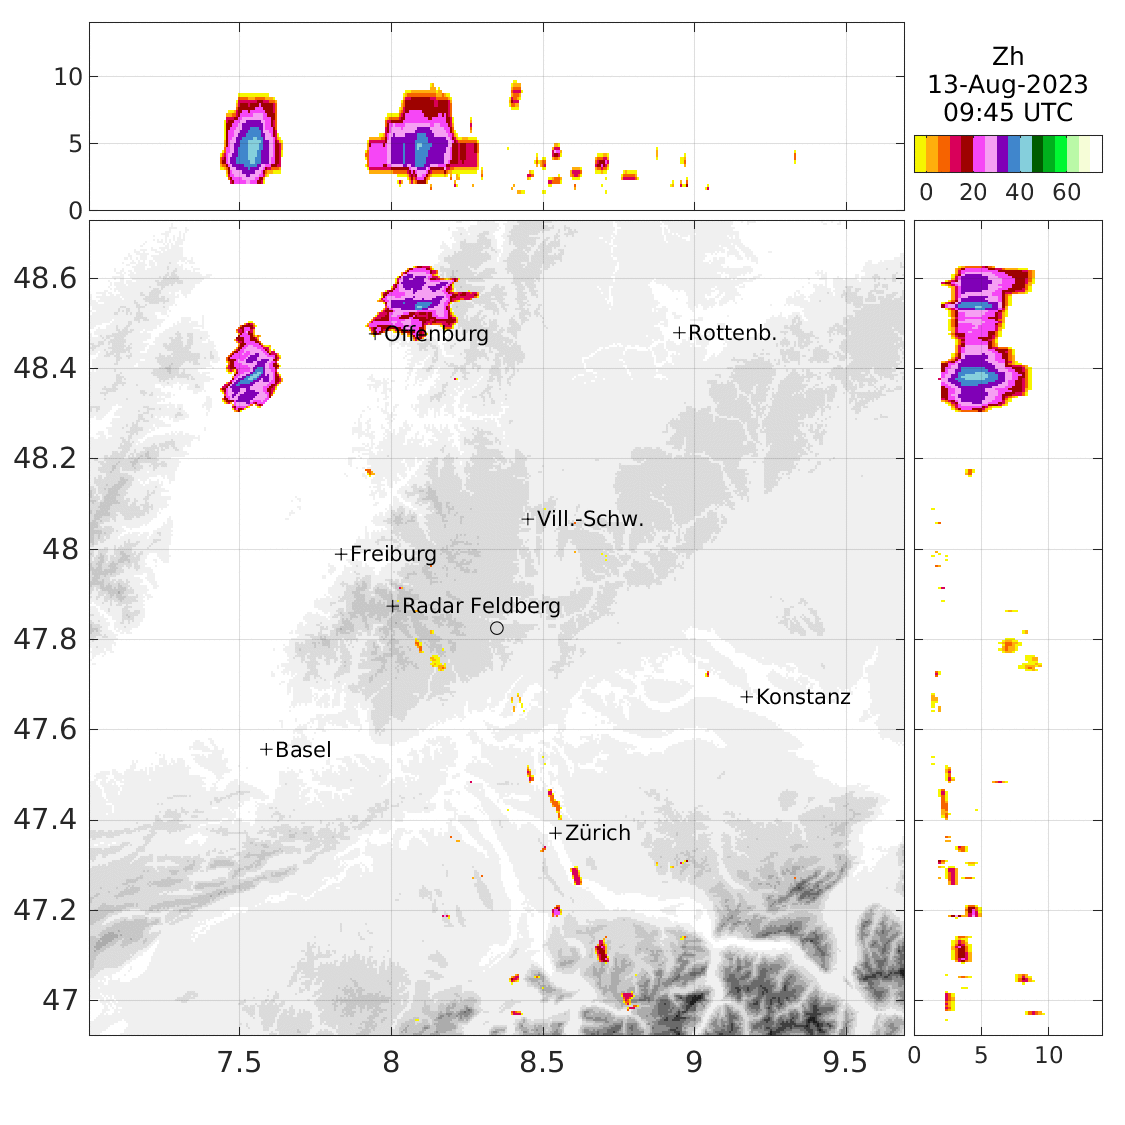 10
5
0
Zh
13-Aug-2023
09:45 UTC
0 20 40 60
48.6
48.4
48.2
48
47.8
47.6
47.4
47.2
47
Offenburg
Rottenb.
Vill.-Schw.
Freiburg
Radar Feldberg
Konstanz
Basel
Zürich
7.5 8 8.5 9 9.5
0 5 10